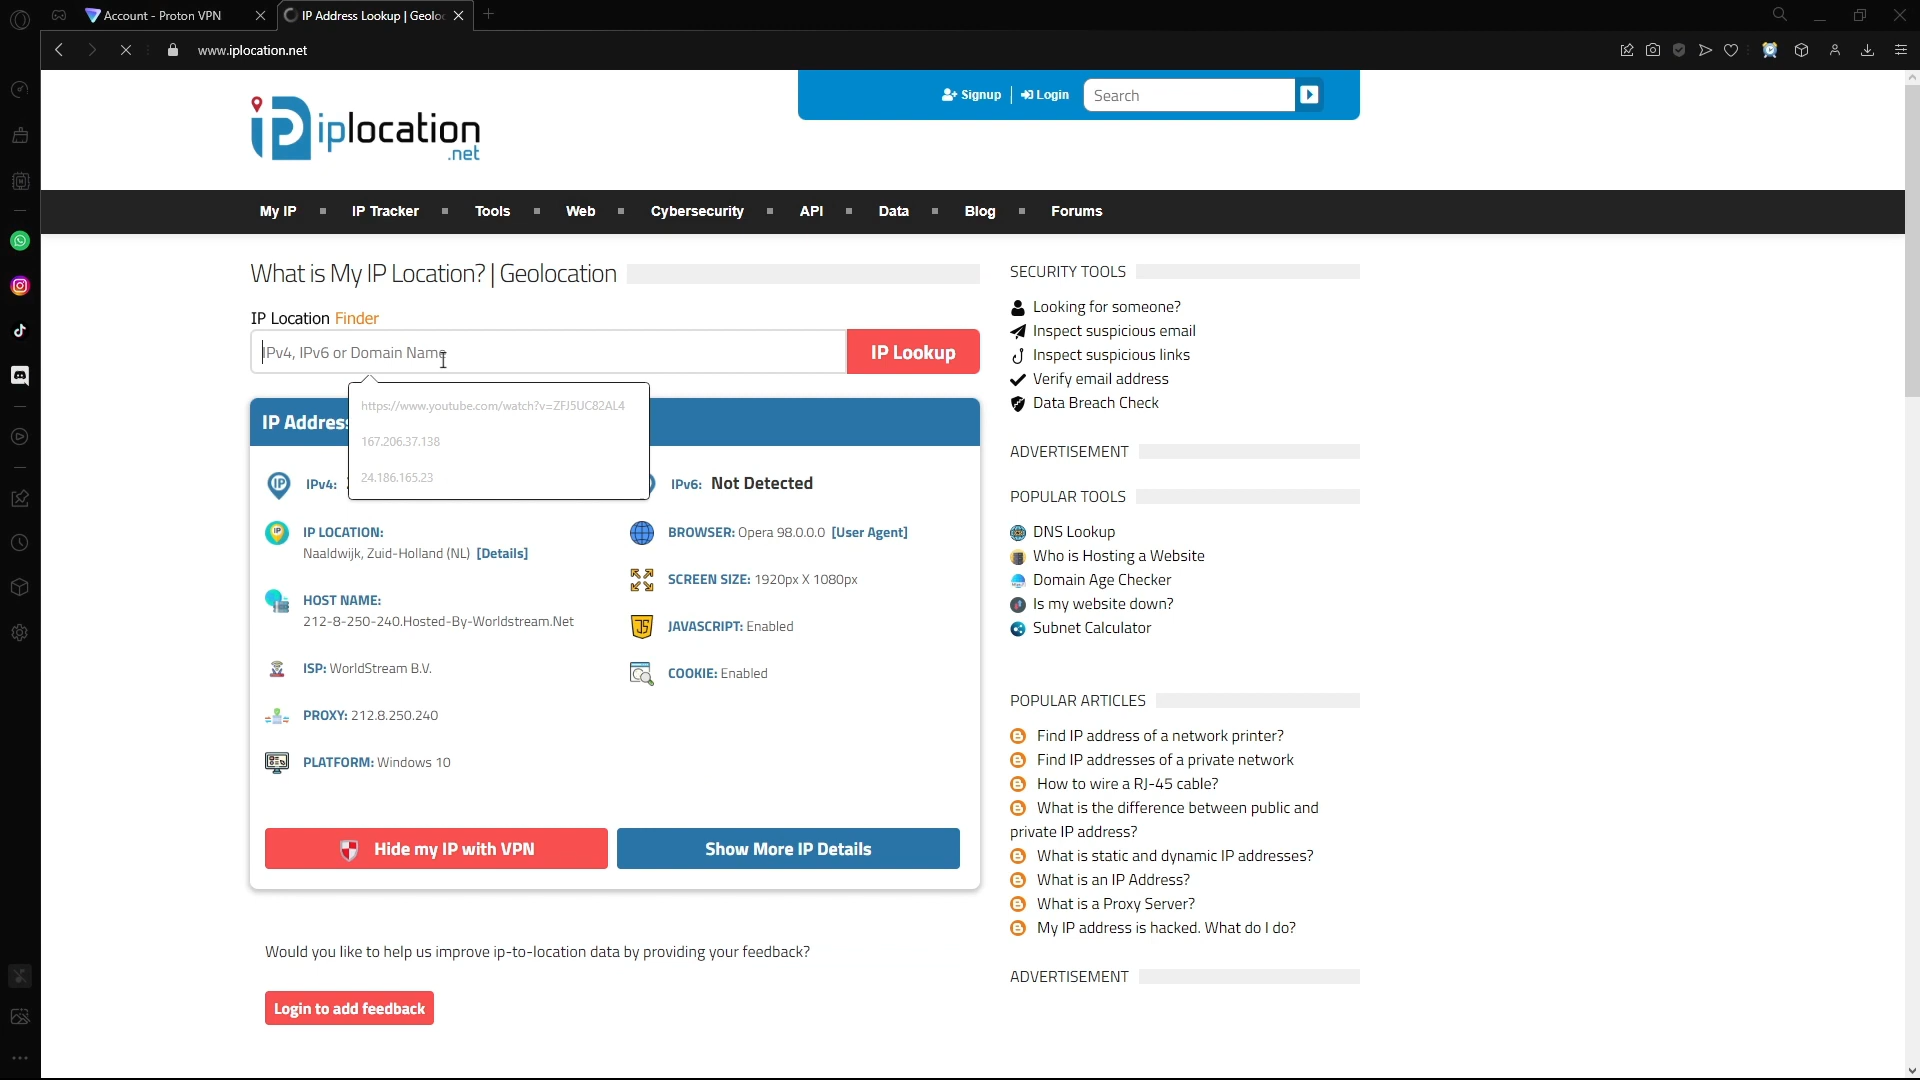 Account - Proton VPN
IP Address Lookup | Geoloc
www.iplocation.net
Signup
Login
Search
iplocation
.net
My IP
IP Tracker
Tools
Web
Cybersecurity
API
Data
Blog
Forums
What is My IP Location? | Geolocation
IP Location Finder
IPv4, IPv6 or Domain Name
IP Lookup
https://www.youtube.com/watch?v=ZFJ5UC82AL4
167.206.37.138
24.186.165.23
IP Address
IPv4:
IPv6: Not Detected
IP LOCATION:
Naaldwijk, Zuid-Holland (NL) [Details]
HOST NAME:
212-8-250-240.Hosted-By-Worldstream.Net
ISP: WorldStream B.V.
PROXY: 212.8.250.240
PLATFORM: Windows 10
BROWSER: Opera 98.0.0.0 [User Agent]
SCREEN SIZE: 1920px X 1080px
JAVASCRIPT: Enabled
COOKIE: Enabled
Hide my IP with VPN
Show More IP Details
Would you like to help us improve ip-to-location data by providing your feedback?
Login to add feedback
SECURITY TOOLS
Looking for someone?
Inspect suspicious email
Inspect suspicious links
Verify email address
Data Breach Check
ADVERTISEMENT
POPULAR TOOLS
DNS Lookup
Who is Hosting a Website
Domain Age Checker
Is my website down?
Subnet Calculator
POPULAR ARTICLES
Find IP address of a network printer?
Find IP addresses of a private network
How to wire a RJ-45 cable?
What is the difference between public and
private IP address?
What is static and dynamic IP addresses?
What is an IP Address?
What is a Proxy Server?
My IP address is hacked. What do I do?
ADVERTISEMENT